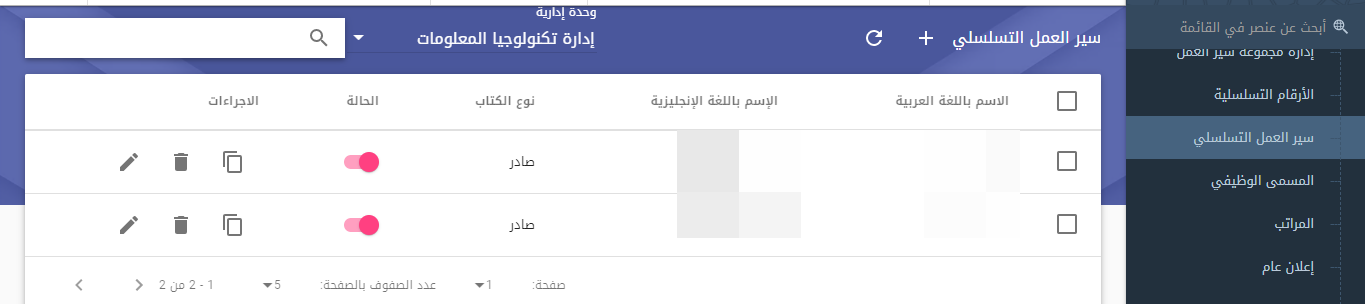 أبحث عن عنصر في القائمة
إدارة مجموعة سير العمل
الأرقام التسلسلية
سير العمل التسلسلي
المسمى الوظيفي
المراتب
إعلان عام
سير العمل التسلسلي
وحدة إدارية
إدارة تكنولوجيا المعلومات
الاسم باللغة العربية الإسم باللغة الإنجليزية نوع الكتاب الحالة الاجراءات
صادر
صادر
صفحة: 1 عدد الصفوف بالصفحة: 5 1 - 2 من 2